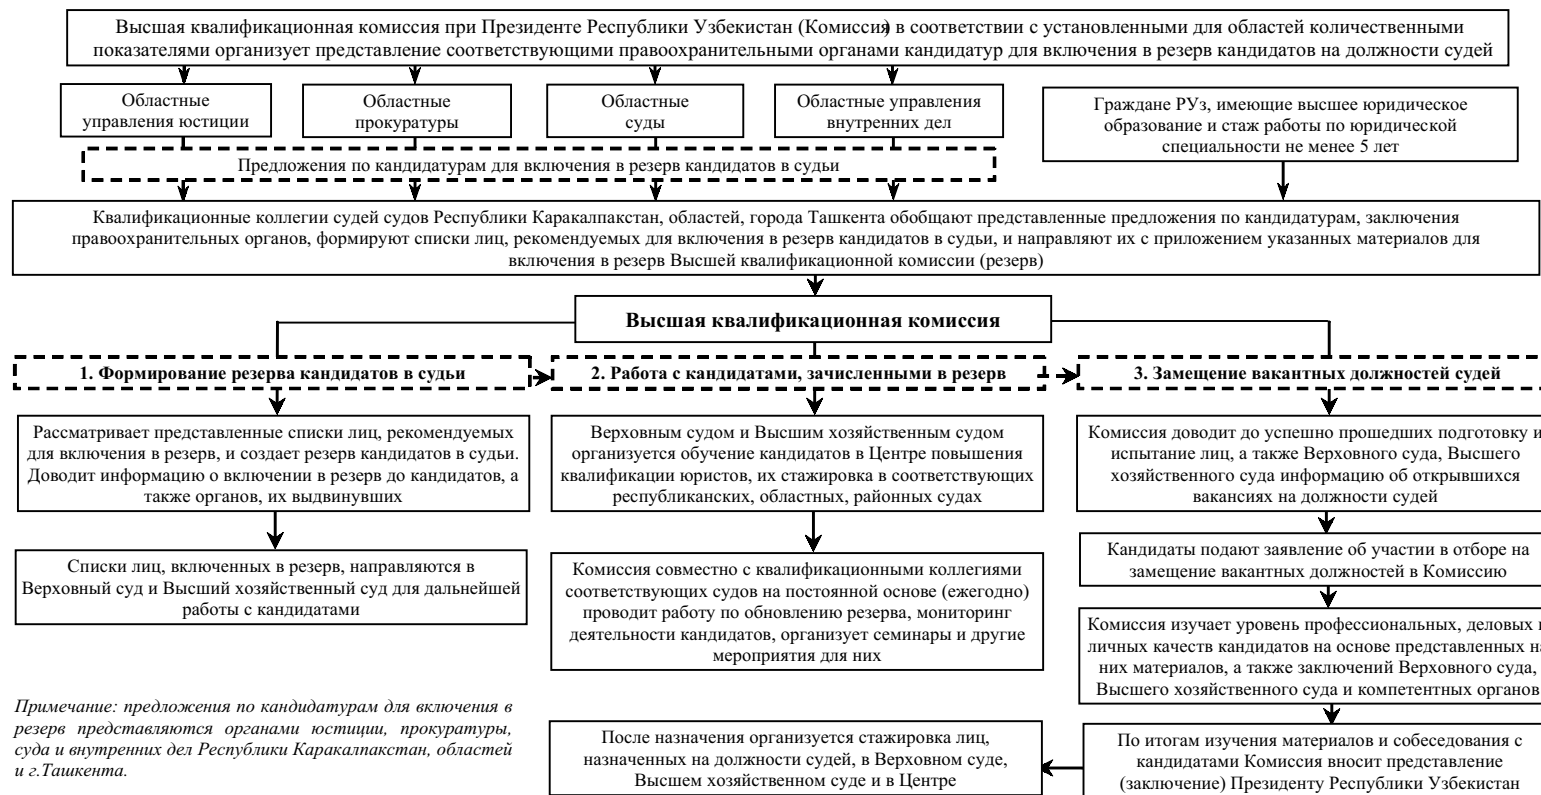 Высшая квалификационная комиссия при Президенте Республики Узбекистан (Комиссия) в соответствии с установленными для областей количественными
показателями организует представление соответствующими правоохранительными органами кандидатур для включения в резерв кандидатов на должности судей
Областные
управления юстиции
Областные
прокуратуры
Областные
суды
Областные управления
внутренних дел
Граждане РУз, имеющие высшее юридическое
образование и стаж работы по юридической
специальности не менее 5 лет
Предложения по кандидатурам для включения в резерв кандидатов в судьи
Квалификационные коллегии судей судов Республики Каракалпакстан, областей, города Ташкента обобщают представленные предложения по кандидатурам, заключения
правоохранительных органов, формируют списки лиц, рекомендуемых для включения в резерв кандидатов в судьи, и направляют их с приложением указанных материалов для
включения в резерв Высшей квалификационной комиссии (резерв)
Высшая квалификационная комиссия
1. Формирование резерва кандидатов в судьи
Рассматривает представленные списки лиц, рекомендуемых
для включения в резерв, и создает резерв кандидатов в судьи.
Доводит информацию о включении в резерв до кандидатов, а
также органов, их выдвинувших
Списки лиц, включенных в резерв, направляются в
Верховный суд и Высший хозяйственный суд для дальнейшей
работы с кандидатами
2. Работа с кандидатами, зачисленными в резерв
Верховным судом и Высшим хозяйственным судом
организуется обучение кандидатов в Центре повышения
квалификации юристов, их стажировка в соответствующих
республиканских, областных, районных судах
Комиссия совместно с квалификационными коллегиями
соответствующих судов на постоянной основе (ежегодно)
проводит работу по обновлению резерва, мониторинг
деятельности кандидатов, организует семинары и другие
мероприятия для них
3. Замещение вакантных должностей судей
Комиссия доводит до успешно прошедших подготовку и
испытание лиц, а также Верховного суда, Высшего
хозяйственного суда информацию об открывшихся
вакансиях на должности судей
Кандидаты подают заявление об участии в отборе на
замещение вакантных должностей в Комиссию
Комиссия изучает уровень профессиональных, деловых и
личных качеств кандидатов на основе представленных на
них материалов, а также заключений Верховного суда,
Высшего хозяйственного суда и компетентных органов
По итогам изучения материалов и собеседования с
кандидатами Комиссия вносит представление
(заключение) Президенту Республики Узбекистан
После назначения организуется стажировка лиц,
назначенных на должности судей, в Верховном суде,
Высшем хозяйственном суде и в Центре
Примечание: предложения по кандидатурам для включения в
резерв представляются органами юстиции, прокуратуры,
суда и внутренних дел Республики Каракалпакстан, областей
и г.Ташкента.